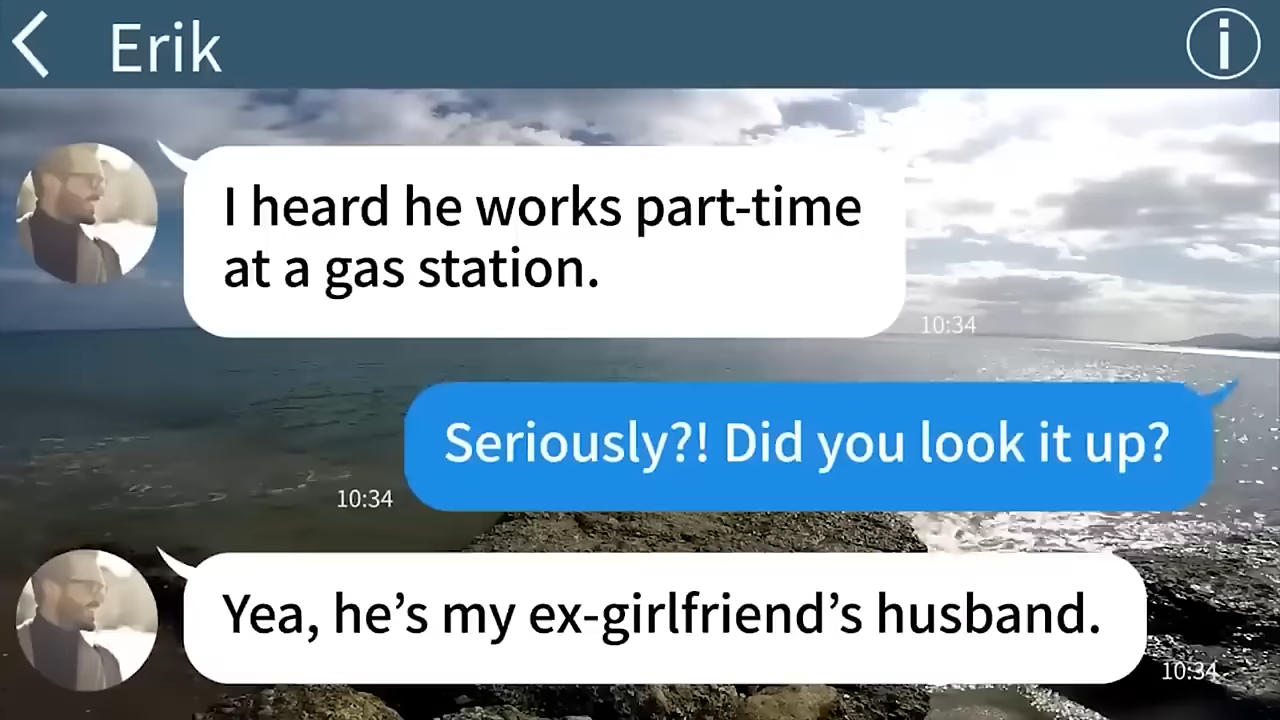 Erik
I heard he works part-time
at a gas station.
10:34
Seriously?! Did you look it up?
10:34
Yea, he’s my ex-girlfriend’s husband.
10:34